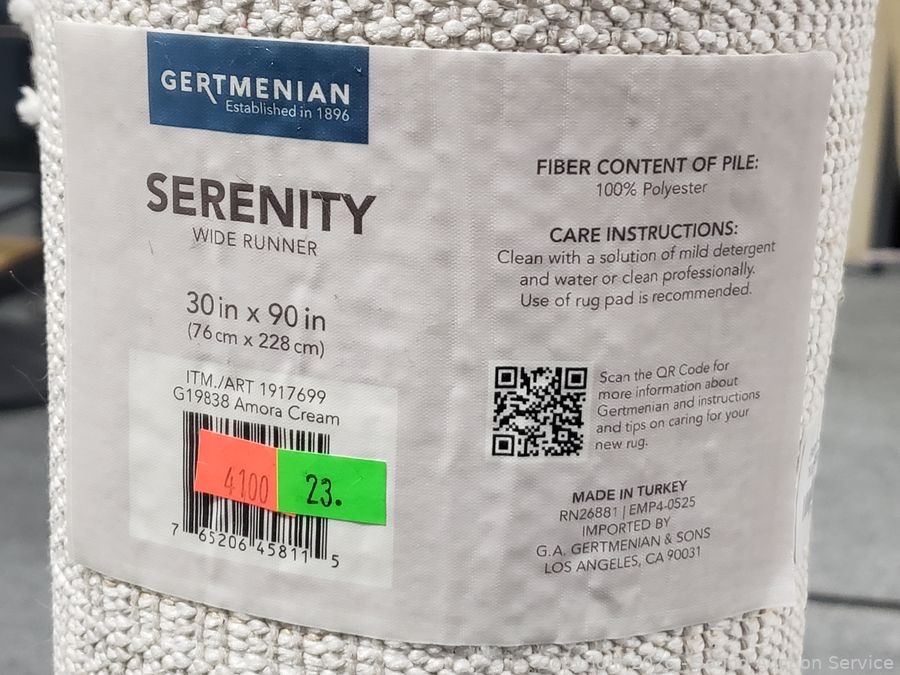 GERTMENIAN
Established in 1896
SERENITY
WIDE RUNNER
30 in x 90 in
(76 cm x 228 cm)
ITM./ART 1917699
G19838 Amora Cream
4100
23.
7 65206 45811 5
FIBER CONTENT OF PILE:
100% Polyester
CARE INSTRUCTIONS:
Clean with a solution of mild detergent
and water or clean professionally.
Use of rug pad is recommended.
Scan the QR Code for
more information about
Gertmenian and instructions
and tips on caring for your
new rug.
MADE IN TURKEY
RN26881 | EMP4-0525
IMPORTED BY
G.A. GERTMENIAN & SONS
LOS ANGELES, CA 90031
Auction Service